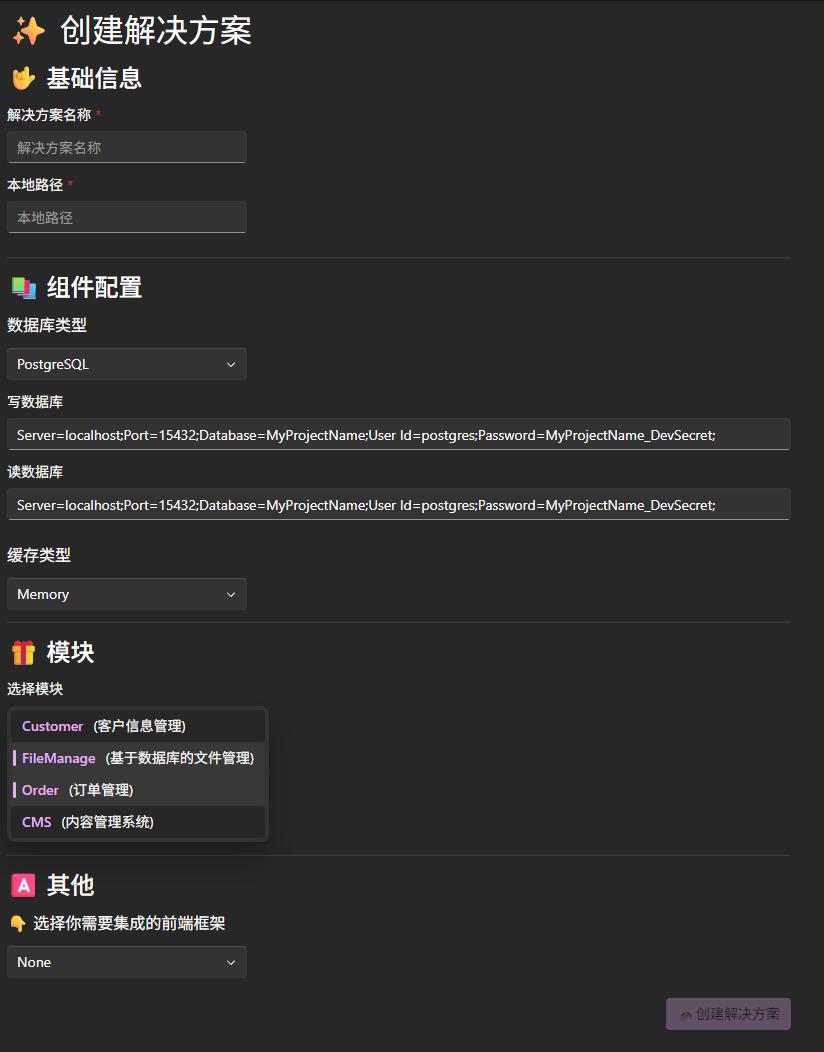 创建解决方案
基础信息
解决方案名称 *
解决方案名称
本地路径 *
本地路径
组件配置
数据库类型
PostgreSQL
写数据库
Server=localhost;Port=15432;Database=MyProjectName;User Id=postgres;Password=MyProjectName_DevSecret;
读数据库
Server=localhost;Port=15432;Database=MyProjectName;User Id=postgres;Password=MyProjectName_DevSecret;
缓存类型
Memory
模块
选择模块
Customer (客户信息管理)
FileManage (基于数据库的文件管理)
Order (订单管理)
CMS (内容管理系统)
🅰 其他
选择你需要集成的前端框架
None
创建解决方案